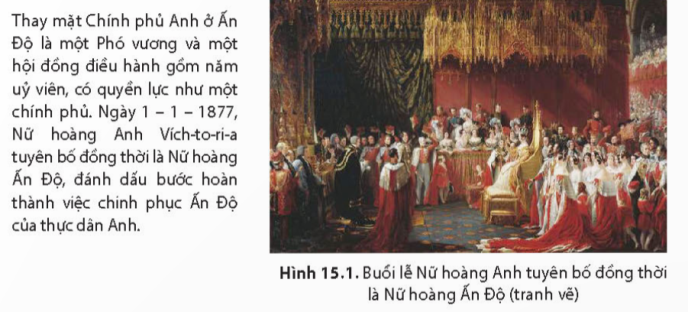 Thay mặt Chính phủ Anh ở Ấn
Độ là một Phó vương và một
hội đồng điều hành gồm năm
uỷ viên, có quyền lực như một
chính phủ. Ngày 1 – 1 – 1877,
Nữ hoàng Anh Vích-to-ri-a
tuyên bố đồng thời là Nữ hoàng
Ấn Độ, đánh dấu bước hoàn
thành việc chinh phục Ấn Độ
của thực dân Anh.
Hình 15.1. Buổi lễ Nữ hoàng Anh tuyên bố đồng thời
là Nữ hoàng Ấn Độ (tranh vẽ)